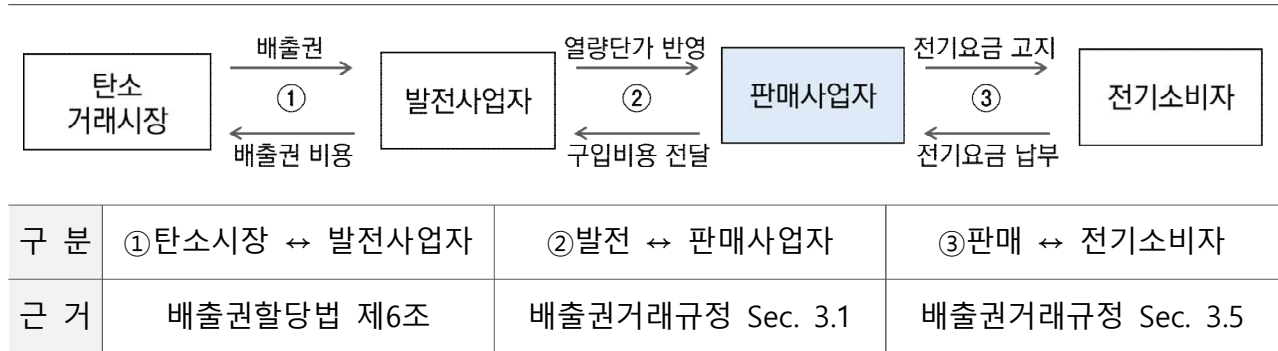 배출권
열량단가 반영
전기요금 고지
탄소
거래시장
①
발전사업자
②
판매사업자
③
전기소비자
배출권 비용
구입비용 전달
전기요금 납부
구 분 ①탄소시장 ↔ 발전사업자 ②발전 ↔ 판매사업자 ③판매 ↔ 전기소비자
근 거 배출권할당법 제6조 배출권거래규정 Sec. 3.1 배출권거래규정 Sec. 3.5